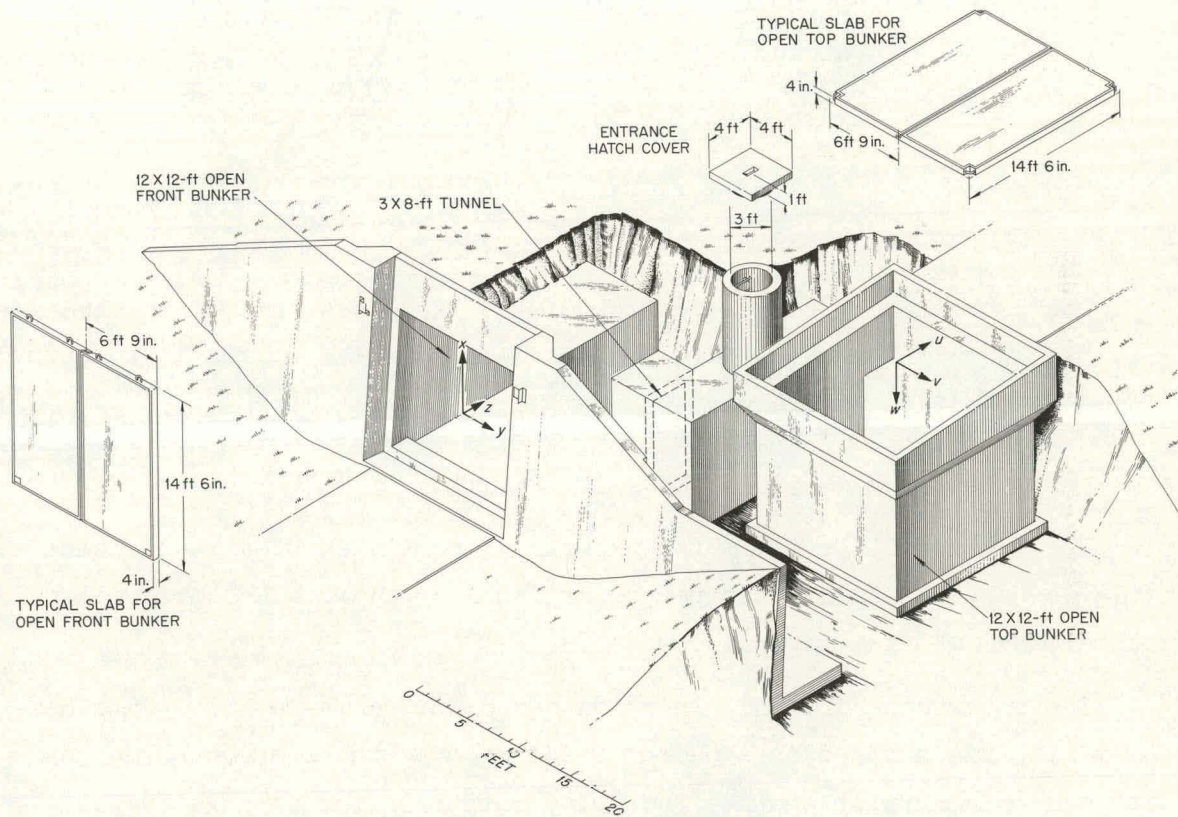 TYPICAL SLAB FOR
OPEN TOP BUNKER
4 in.
6 ft 9 in.
14 ft 6 in.
ENTRANCE
HATCH COVER
4 ft
4 ft
1 ft
3 ft
12 X 12-ft OPEN
FRONT BUNKER
3 X 8-ft TUNNEL
6 ft 9 in.
14 ft 6 in.
4 in.
TYPICAL SLAB FOR
OPEN FRONT BUNKER
x
z
y
u
v
w
12 X 12-ft OPEN
TOP BUNKER
0
5
10
15
20
FEET